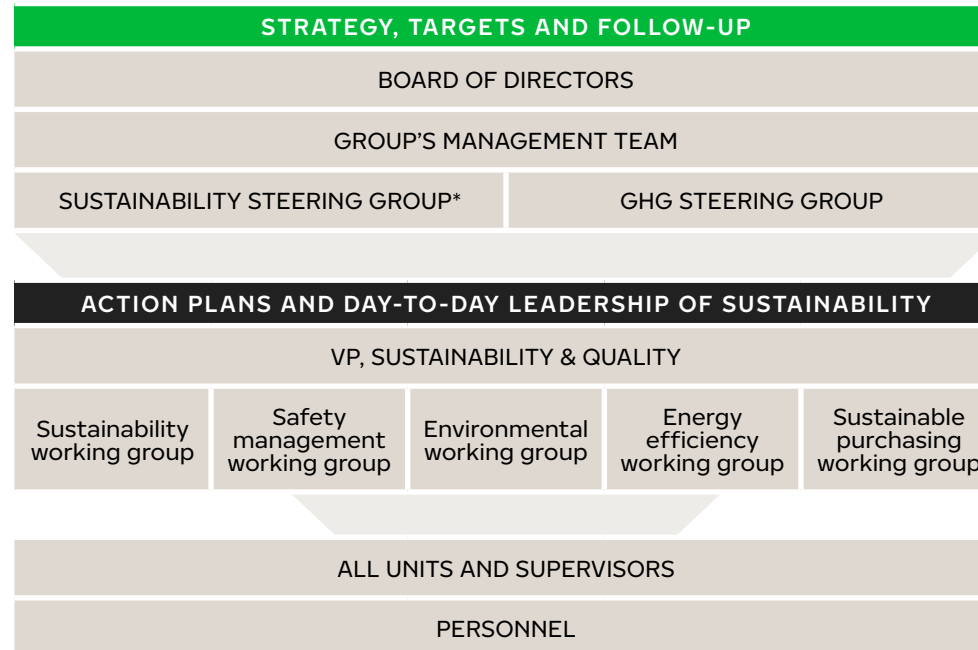 STRATEGY, TARGETS AND FOLLOW-UP
BOARD OF DIRECTORS
GROUP'S MANAGEMENT TEAM
SUSTAINABILITY STEERING GROUP*
GHG STEERING GROUP
ACTION PLANS AND DAY-TO-DAY LEADERSHIP OF SUSTAINABILITY
VP, SUSTAINABILITY & QUALITY
Sustainability
working group
Safety
management
working group
Environmental
working group
Energy
efficiency
working group
Sustainable
purchasing
working group
ALL UNITS AND SUPERVISORS
PERSONNEL